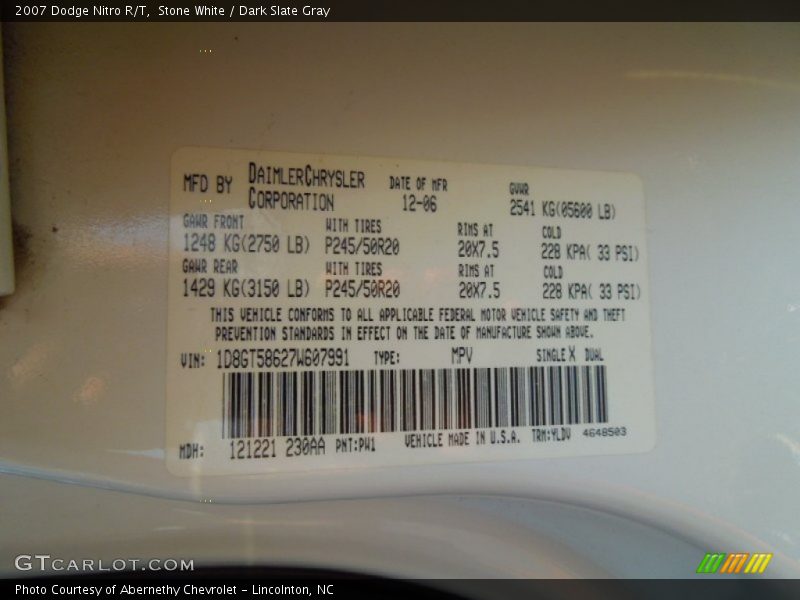 2007 Dodge Nitro R/T,  Stone White / Dark Slate Gray
MFD BY DAIMLERCHRYSLER CORPORATION DATE OF MFR 12-06 GVWR 2541 KG(05600 LB)
GAWR FRONT WITH TIRES RIMS AT COLD
1248 KG(2750 LB) P245/50R20 20X7.5 228 KPA( 33 PSI)
GAWR REAR WITH TIRES RIMS AT COLD
1429 KG(3150 LB) P245/50R20 20X7.5 228 KPA( 33 PSI)
THIS VEHICLE CONFORMS TO ALL APPLICABLE FEDERAL MOTOR VEHICLE SAFETY AND THEFT
PREVENTION STANDARDS IN EFFECT ON THE DATE OF MANUFACTURE SHOWN ABOVE.
VIN: 1D8GT58627W607991 TYPE: MPV SINGLE X DUAL
MDH: 121221 230AA PNT:PW1 VEHICLE MADE IN U.S.A. TRM:YLDV 4648503
GTCARLOT.COM
Photo Courtesy of Abernethy Chevrolet – Lincolnton, NC